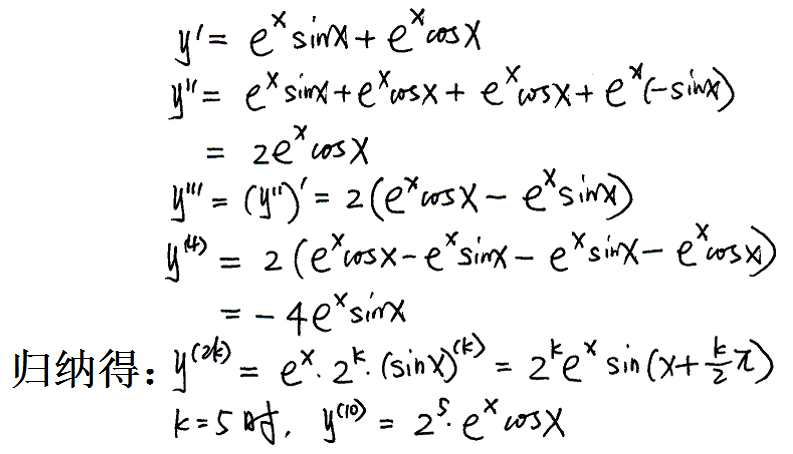 y' = e^x sinx + e^x cosx
y'' = e^x sinx + e^x cosx + e^x cosx + e^x (-sinx)
= 2e^x cosx
y''' = (y'')' = 2(e^x cosx - e^x sinx)
y^(4) = 2(e^x cosx - e^x sinx - e^x sinx - e^x cosx)
= -4e^x sinx
归纳得：y^(2k) = e^x · 2^k · (sinx)^(k) = 2^k e^x sin(x + k/2 π)
k=5时, y^(10) = 2^5 · e^x cosx